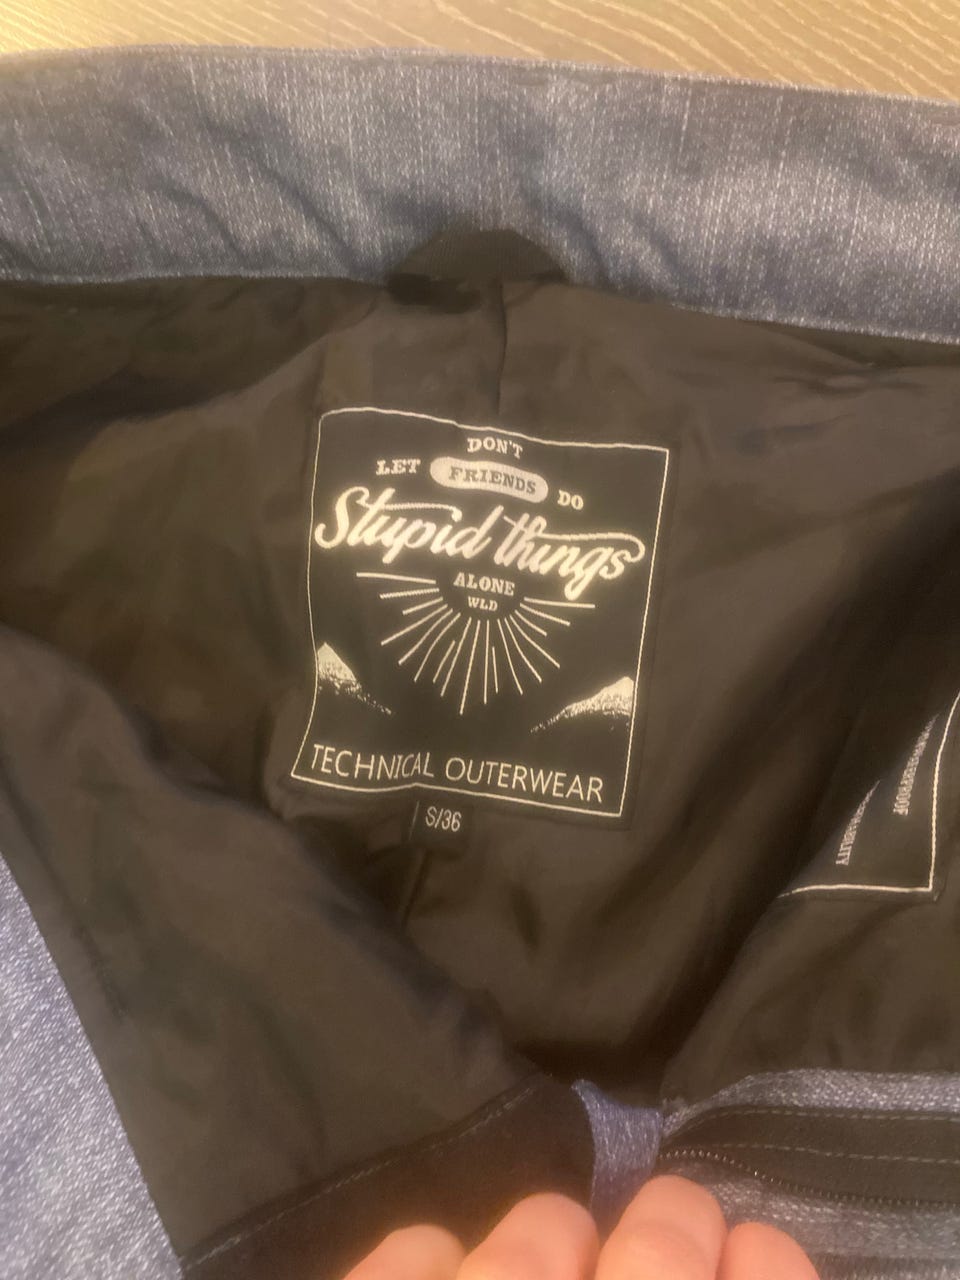 DON'T
LET FRIENDS DO
Stupid things
ALONE
WLD
TECHNICAL OUTERWEAR
S/36